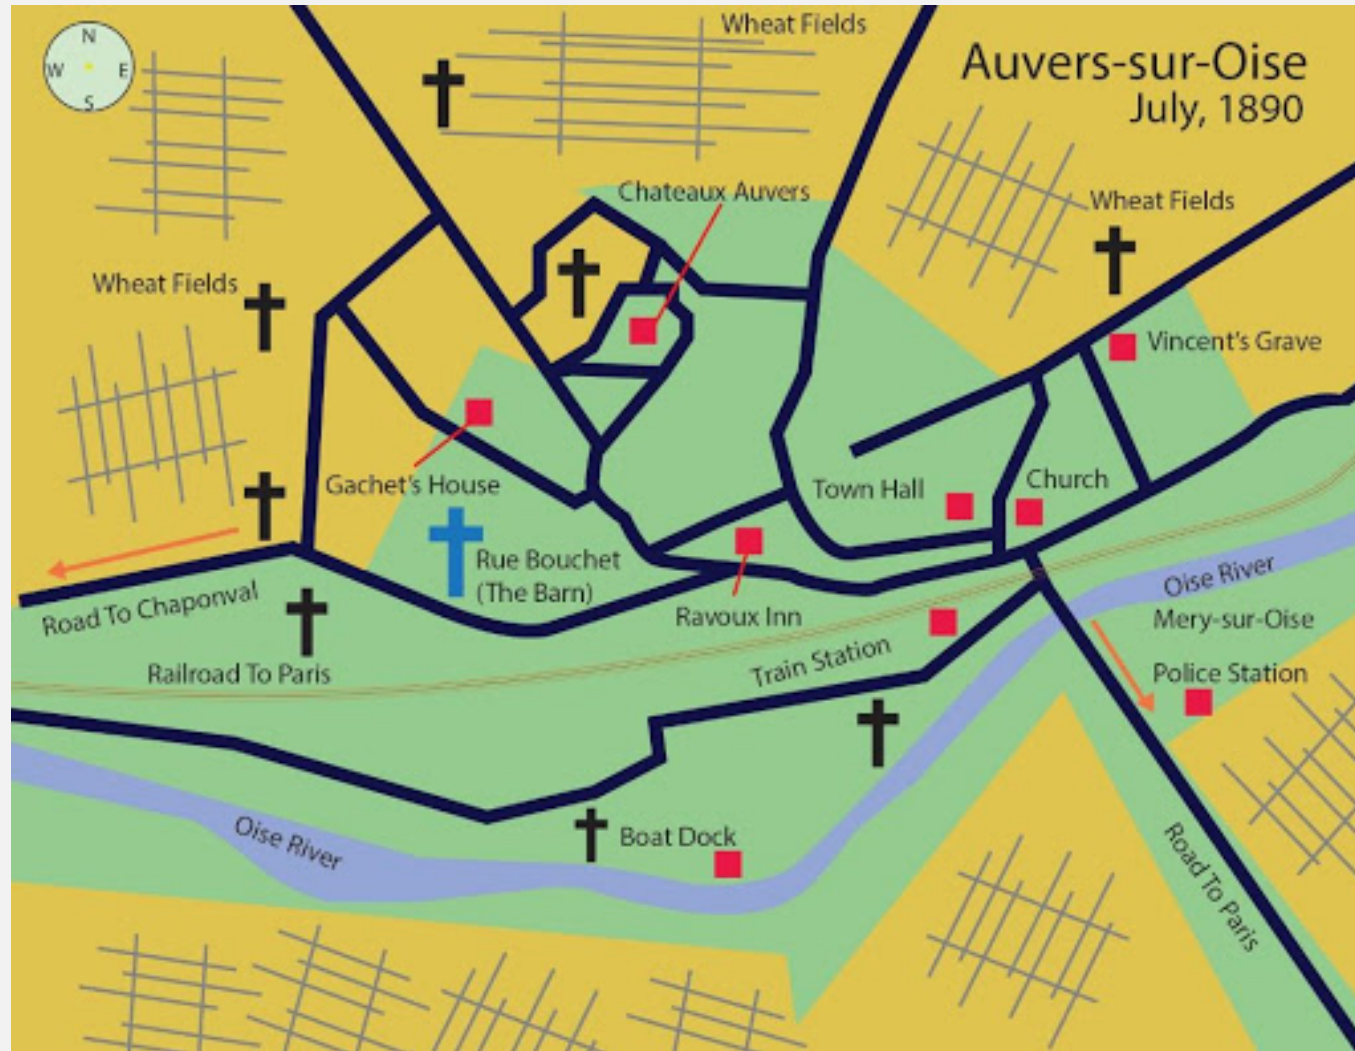 N
W
E
S
Wheat Fields
Auvers-sur-Oise
July, 1890
Chateaux Auvers
Wheat Fields
Wheat Fields
Vincent's Grave
Gachet's House
Town Hall
Church
Rue Bouchet
(The Barn)
Road To Chaponval
Ravoux Inn
Oise River
Mery-sur-Oise
Train Station
Railroad To Paris
Police Station
Oise River
Boat Dock
Road To Paris